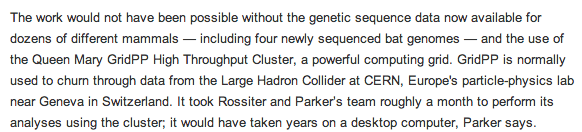 The work would not have been possible without the genetic sequence data now available for
dozens of different mammals — including four newly sequenced bat genomes — and the use of
the Queen Mary GridPP High Throughput Cluster, a powerful computing grid. GridPP is normally
used to churn through data from the Large Hadron Collider at CERN, Europe's particle-physics lab
near Geneva in Switzerland. It took Rossiter and Parker's team roughly a month to perform its
analyses using the cluster; it would have taken years on a desktop computer, Parker says.